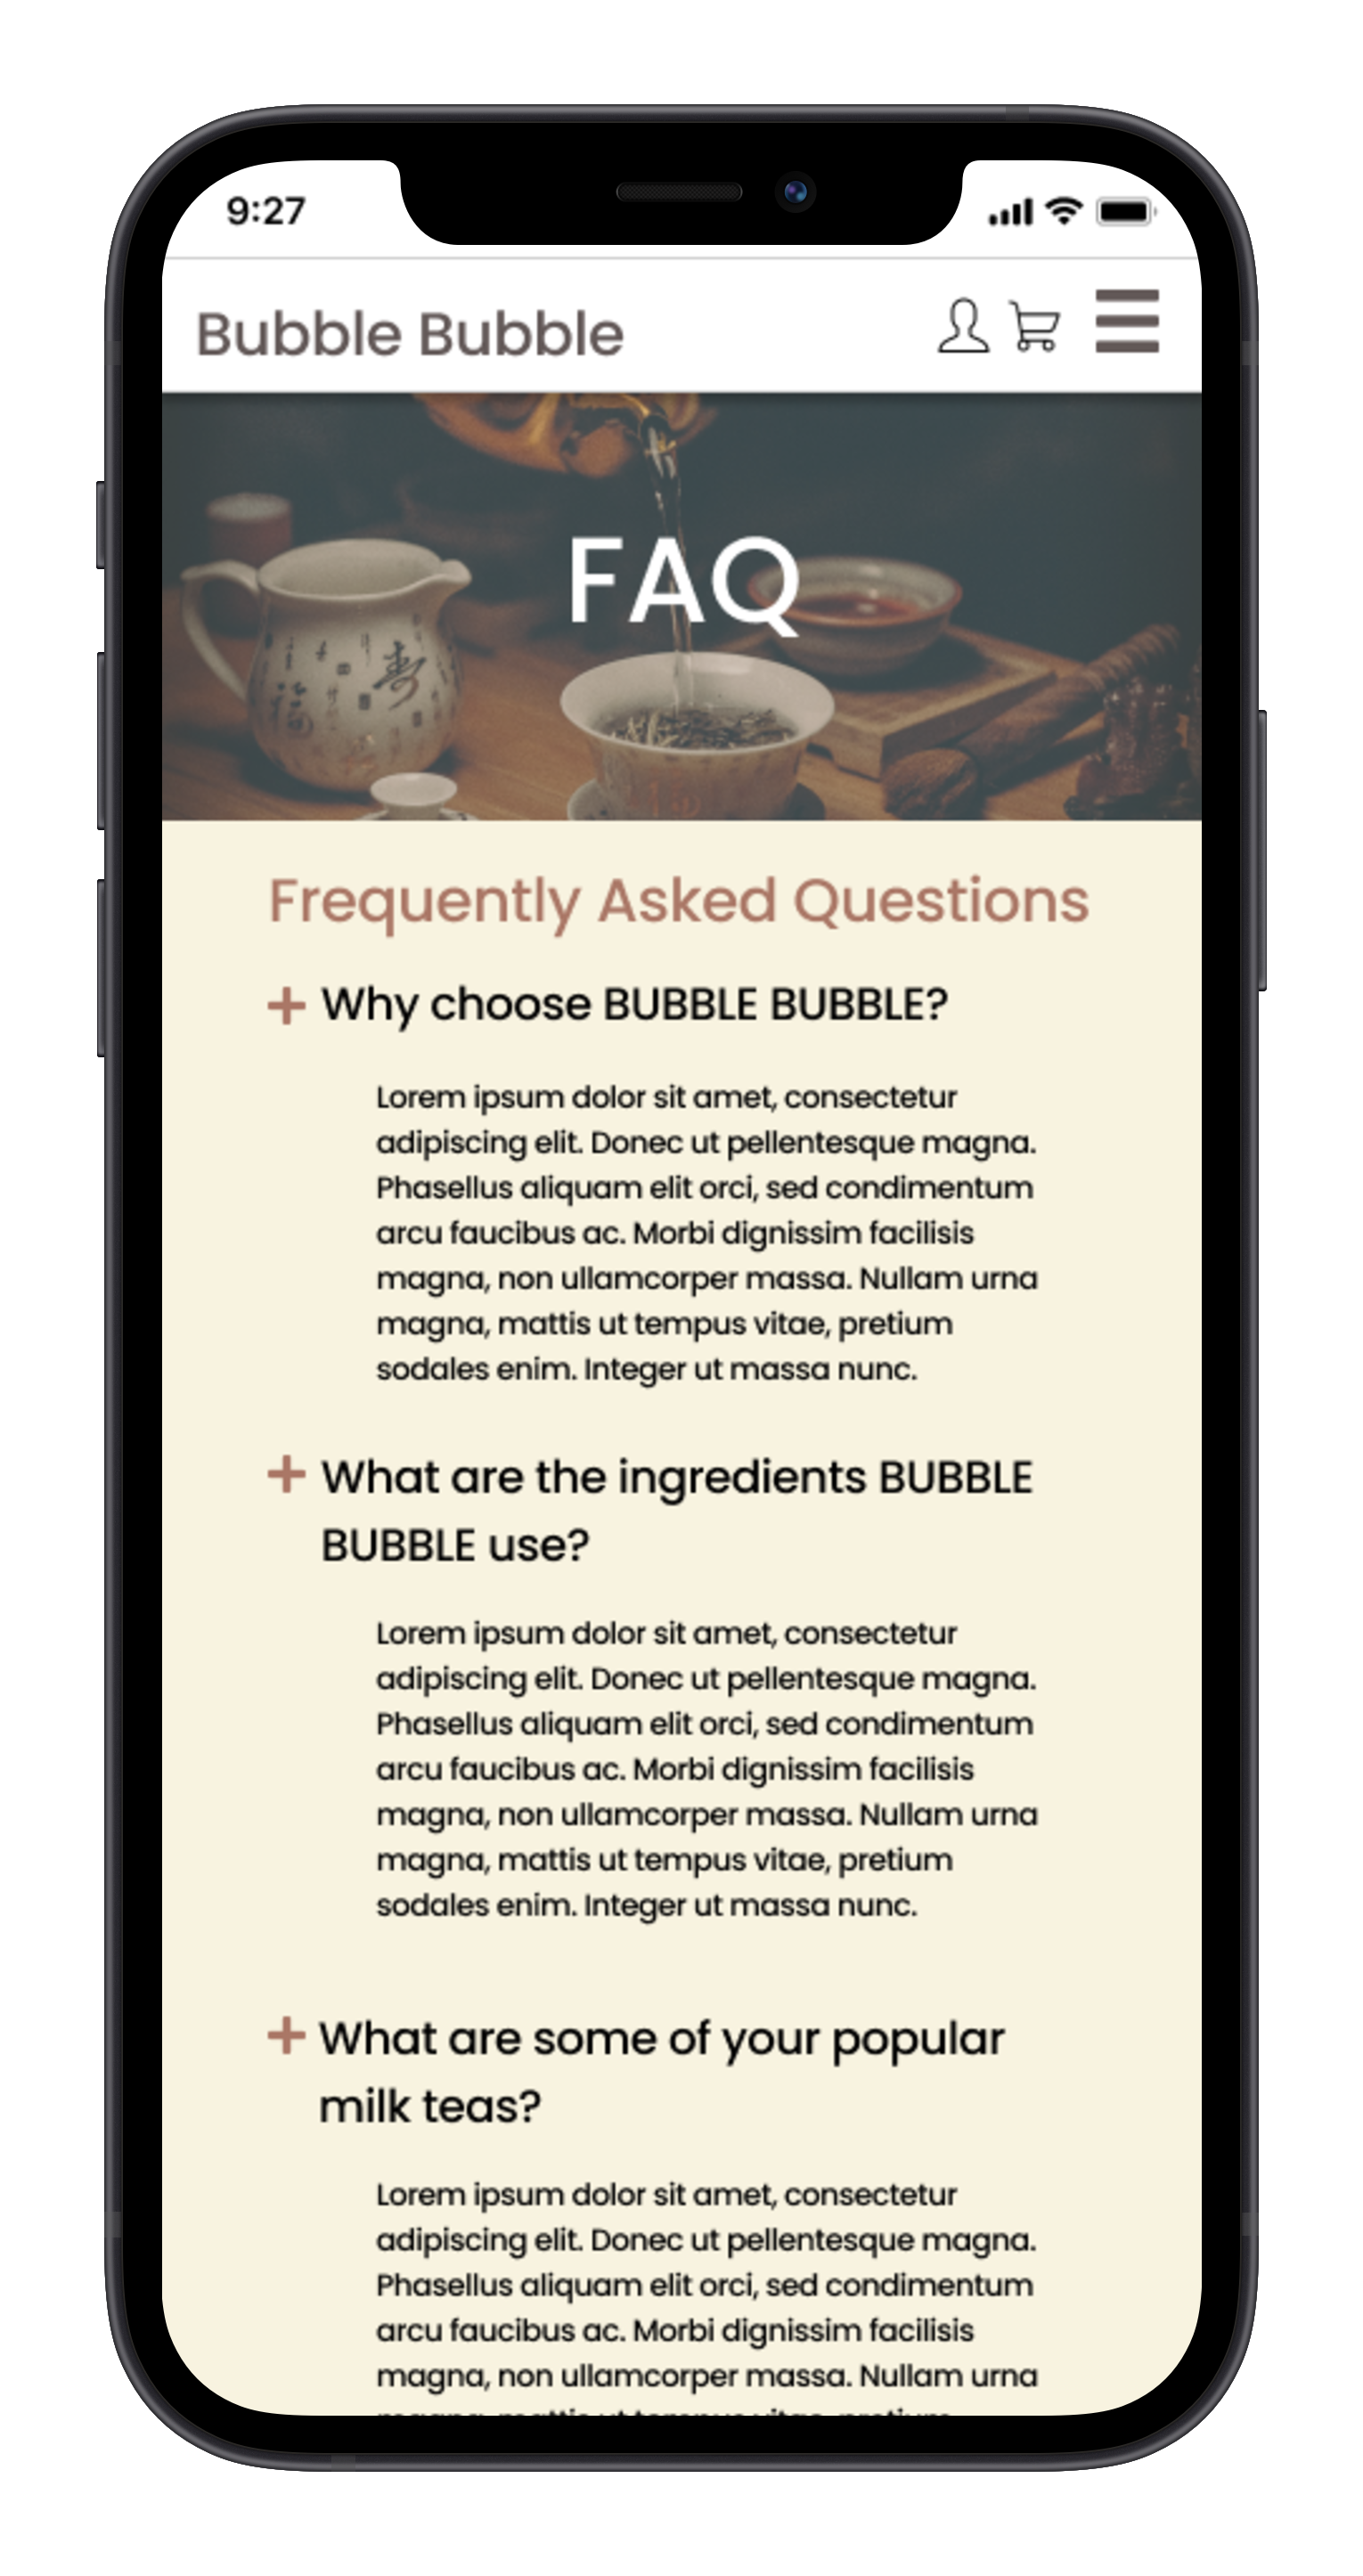 9:27
Bubble Bubble
FAQ
寿
福
Frequently Asked Questions
Why choose BUBBLE BUBBLE?
Lorem ipsum dolor sit amet, consectetur
adipiscing elit. Donec ut pellentesque magna.
Phasellus aliquam elit orci, sed condimentum
arcu faucibus ac. Morbi dignissim facilisis
magna, non ullamcorper massa. Nullam urna
magna, mattis ut tempus vitae, pretium
sodales enim. Integer ut massa nunc.
What are the ingredients BUBBLE
BUBBLE use?
Lorem ipsum dolor sit amet, consectetur
adipiscing elit. Donec ut pellentesque magna.
Phasellus aliquam elit orci, sed condimentum
arcu faucibus ac. Morbi dignissim facilisis
magna, non ullamcorper massa. Nullam urna
magna, mattis ut tempus vitae, pretium
sodales enim. Integer ut massa nunc.
What are some of your popular
milk teas?
Lorem ipsum dolor sit amet, consectetur
adipiscing elit. Donec ut pellentesque magna.
Phasellus aliquam elit orci, sed condimentum
arcu faucibus ac. Morbi dignissim facilisis
magna, non ullamcorper massa. Nullam urna